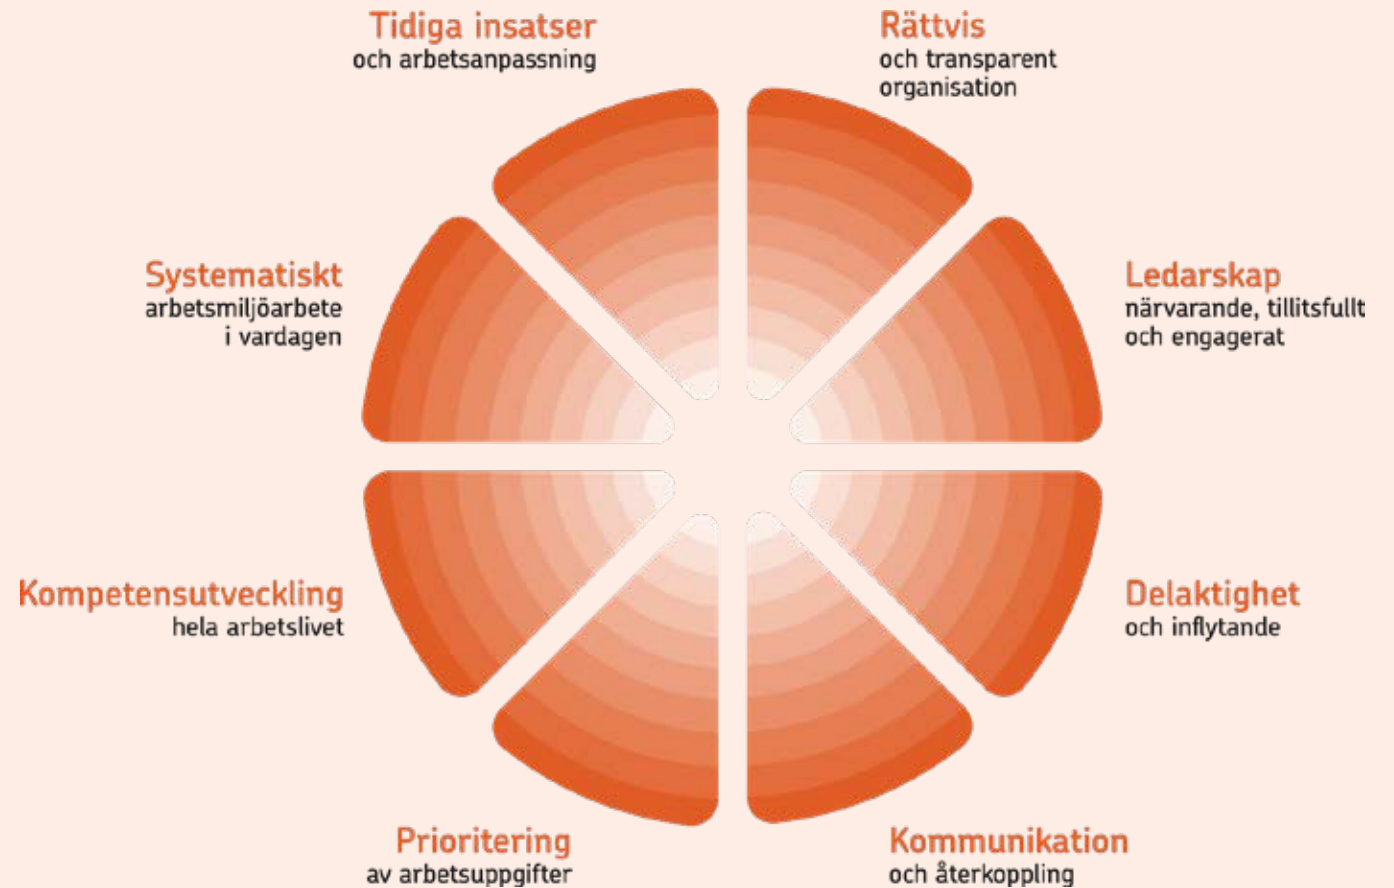 Tidiga insatser
och arbetsanpassning
Rättvis
och transparent
organisation
Ledarskap
närvarande, tillitsfullt
och engagerat
Delaktighet
och inflytande
Kommunikation
och återkoppling
Prioritering
av arbetsuppgifter
Kompetensutveckling
hela arbetslivet
Systematiskt
arbetsmiljöarbete
i vardagen